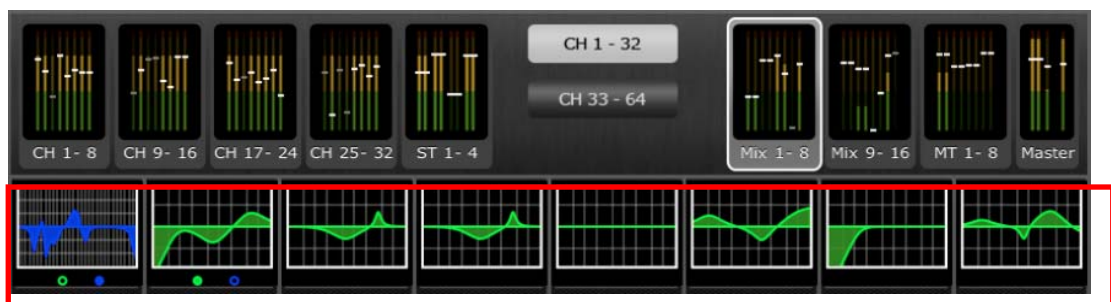 CH 1 - 32
CH 33 - 64
CH 1- 8
CH 9- 16
CH 17- 24
CH 25- 32
ST 1- 4
Mix 1- 8
Mix 9- 16
MT 1- 8
Master